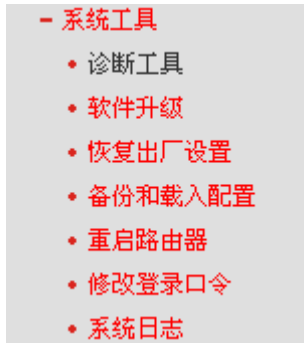 – 系统工具
• 诊断工具
• 软件升级
• 恢复出厂设置
• 备份和载入配置
• 重启路由器
• 修改登录口令
• 系统日志